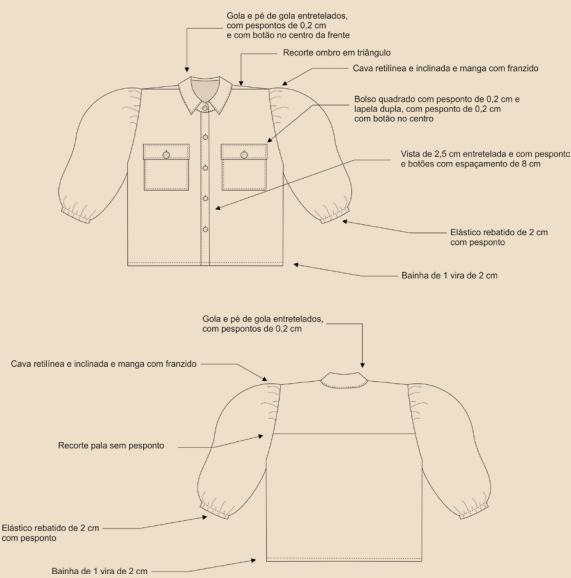 Gola e pé de gola entretelados,
com pespontos de 0,2 cm
e com botão no centro da frente
Recorte ombro em triângulo
Cava retilínea e inclinada e manga com franzido
Bolso quadrado com pesponto de 0,2 cm e
lapela dupla, com pesponto de 0,2 cm
com botão no centro
Vista de 2,5 cm entretelada e com pesponto
e botões com espaçamento de 8 cm
Elástico rebatido de 2 cm
com pesponto
Bainha de 1 vira de 2 cm
Gola e pé de gola entretelados,
com pespontos de 0,2 cm
Cava retilínea e inclinada e manga com franzido
Recorte pala sem pesponto
Elástico rebatido de 2 cm
com pesponto
Bainha de 1 vira de 2 cm